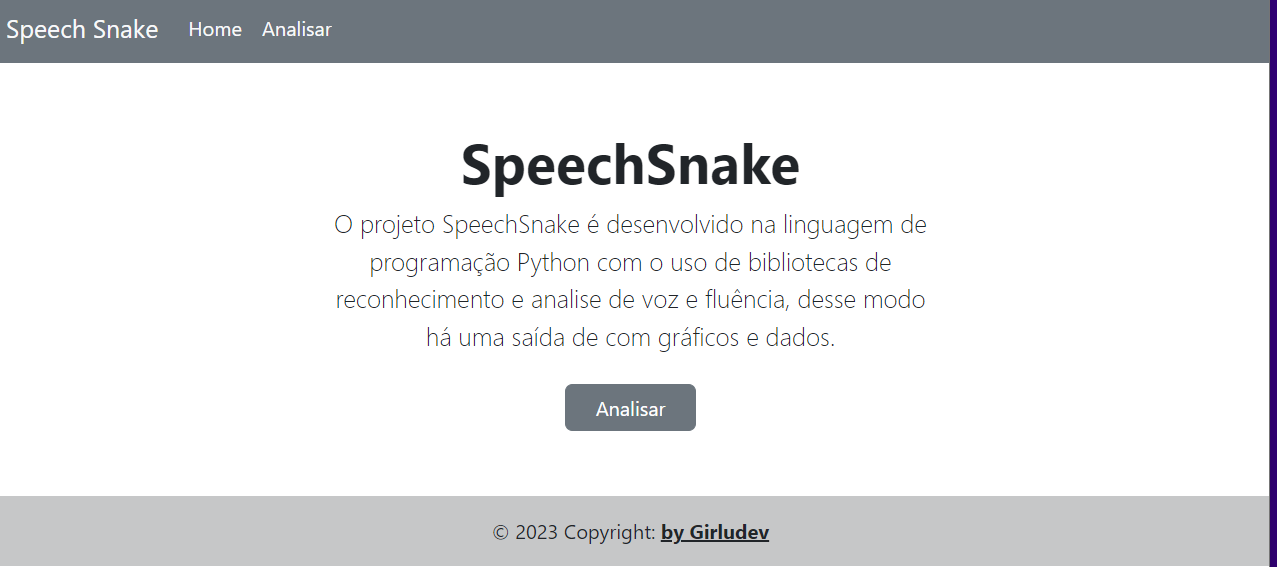 Speech Snake Home Analisar
SpeechSnake
O projeto SpeechSnake é desenvolvido na linguagem de
programação Python com o uso de bibliotecas de
reconhecimento e analise de voz e fluência, desse modo
há uma saída de com gráficos e dados.
Analisar
© 2023 Copyright: by Girludev